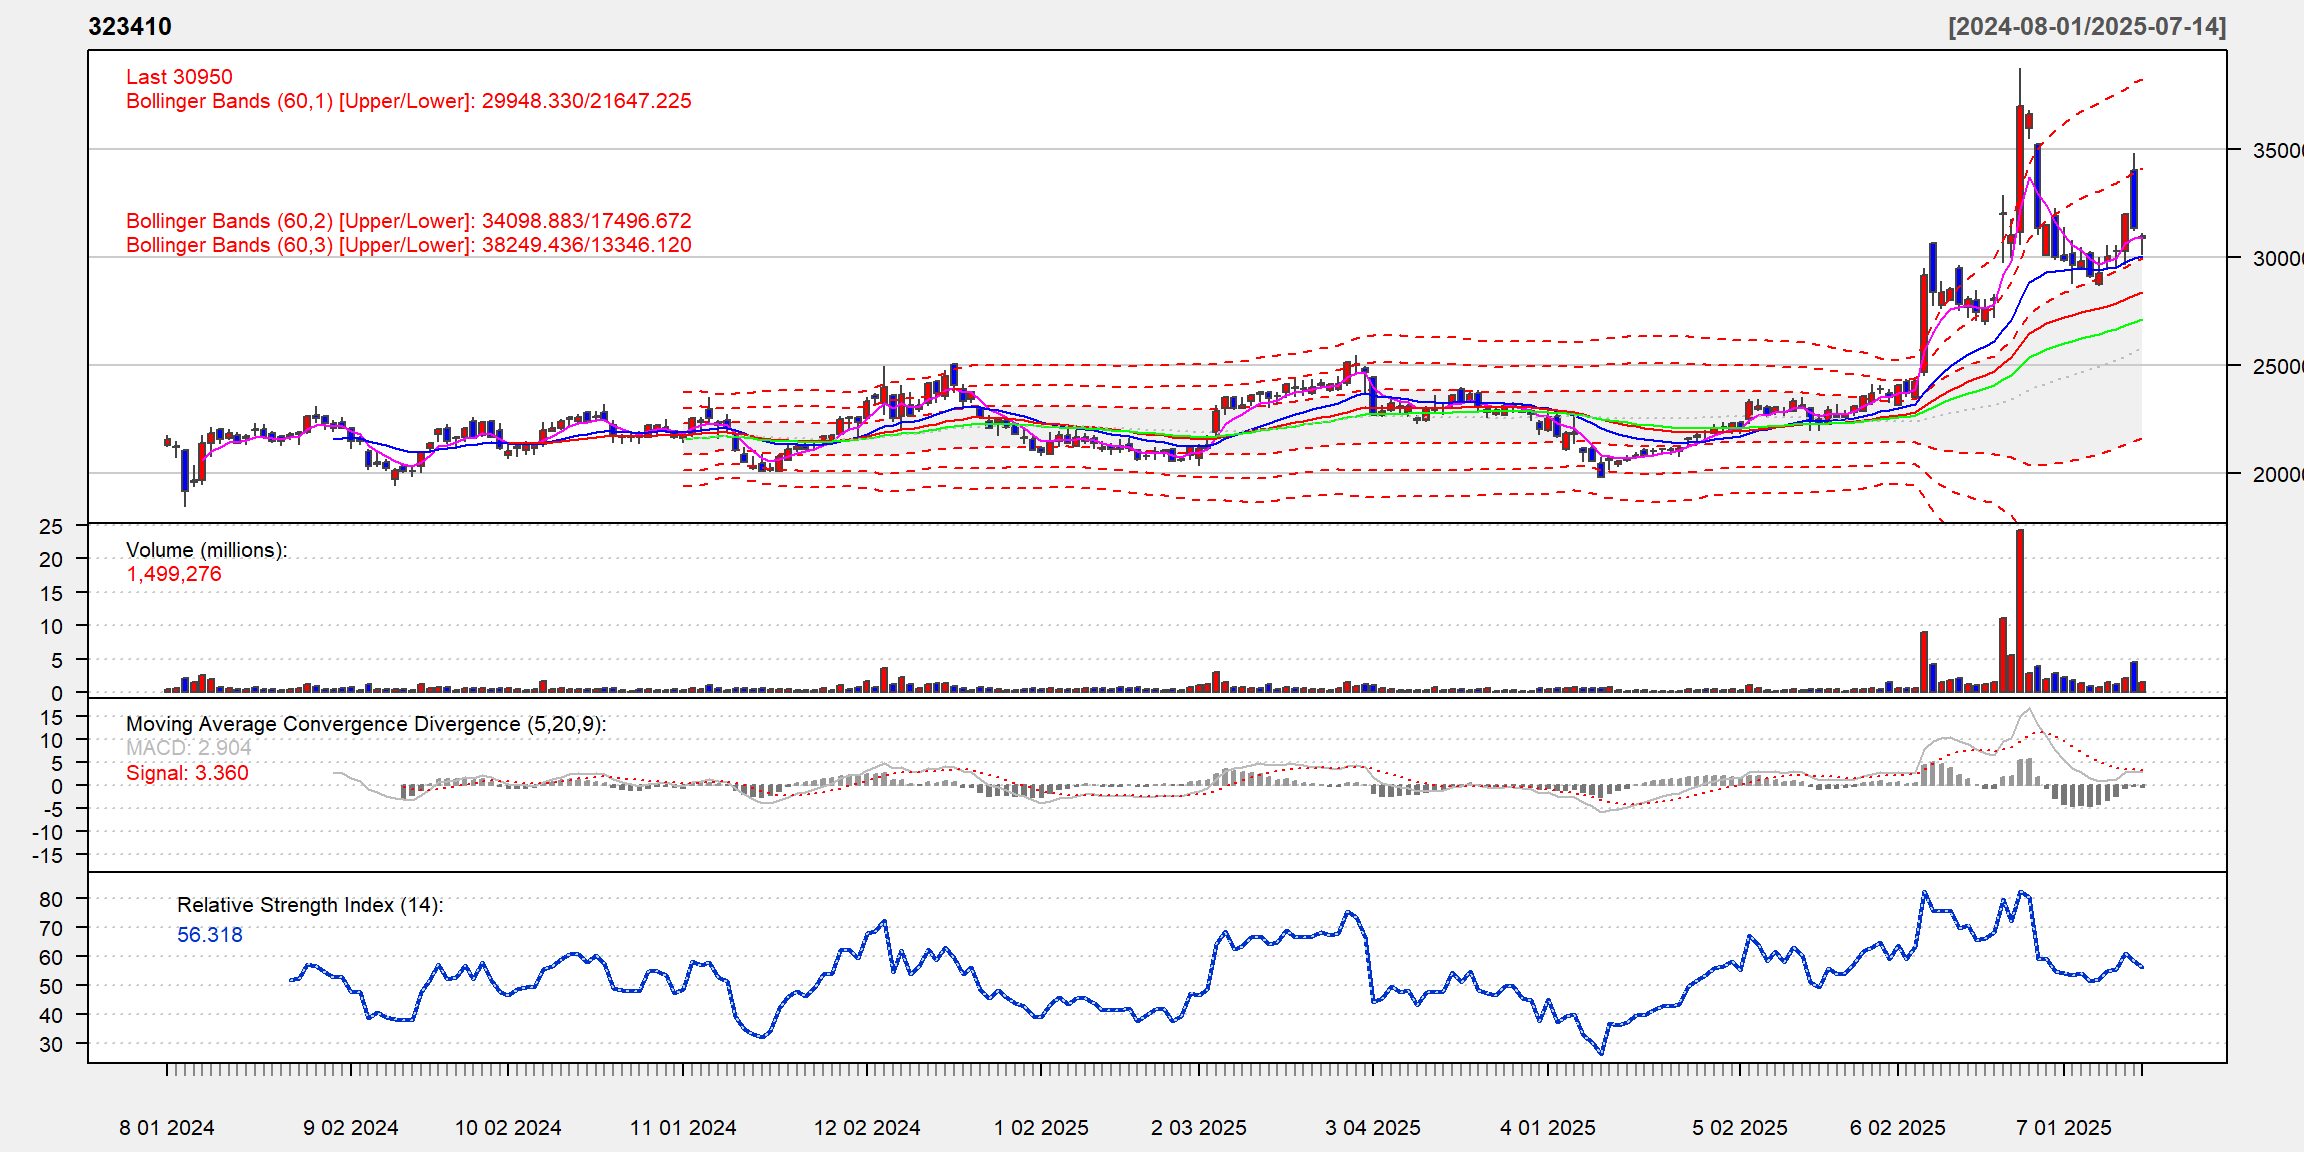 323410 [2024-08-01/2025-07-14]
Last 30950
Bollinger Bands (60,1) [Upper/Lower]: 29948.330/21647.225
Bollinger Bands (60,2) [Upper/Lower]: 34098.883/17496.672
Bollinger Bands (60,3) [Upper/Lower]: 38249.436/13346.120
35000
30000
25000
20000
25
20
15
10
5
0
Volume (millions):
1,499,276
15
10
5
0
-5
-10
-15
Moving Average Convergence Divergence (5,20,9):
MACD: 2.904
Signal: 3.360
80
70
60
50
40
30
Relative Strength Index (14):
56.318
8 01 2024 9 02 2024 10 02 2024 11 01 2024 12 02 2024 1 02 2025 2 03 2025 3 04 2025 4 01 2025 5 02 2025 6 02 2025 7 01 2025